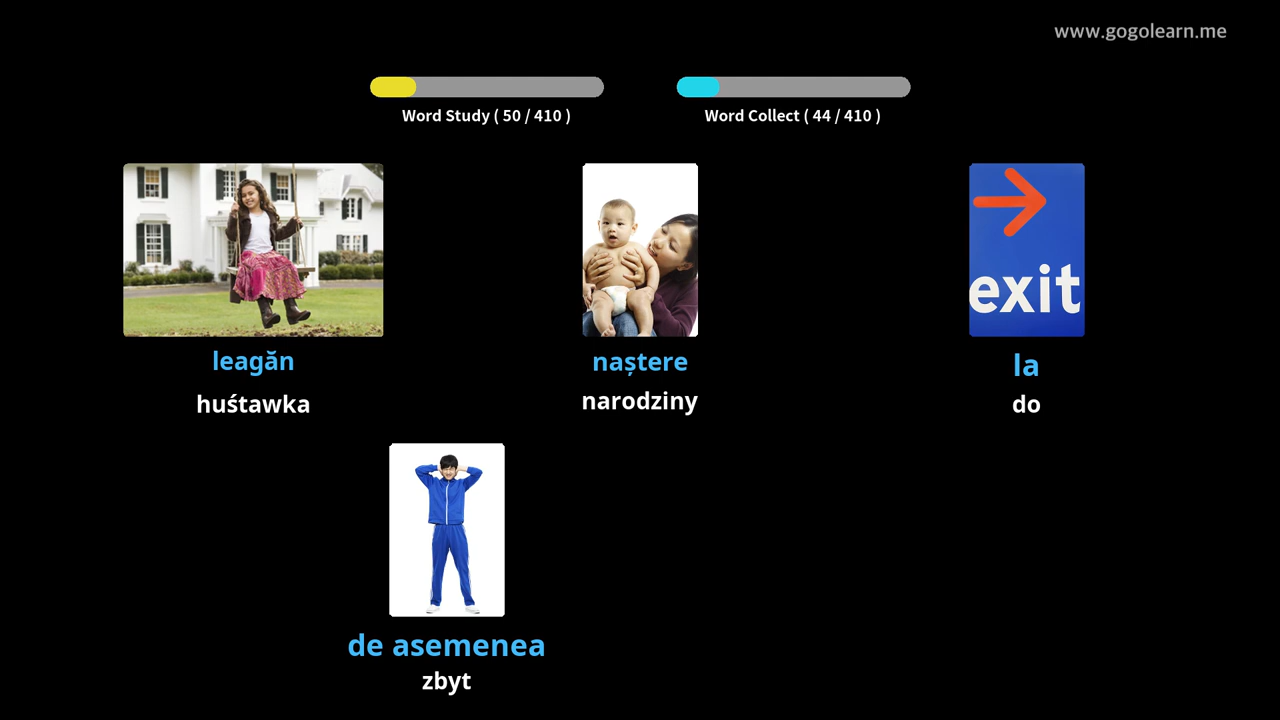 www.gogolearn.me
Word Study ( 50 / 410 )
Word Collect ( 44 / 410 )
exit
leagăn
naștere
la
huśtawka
narodziny
do
de asemenea
zbyt